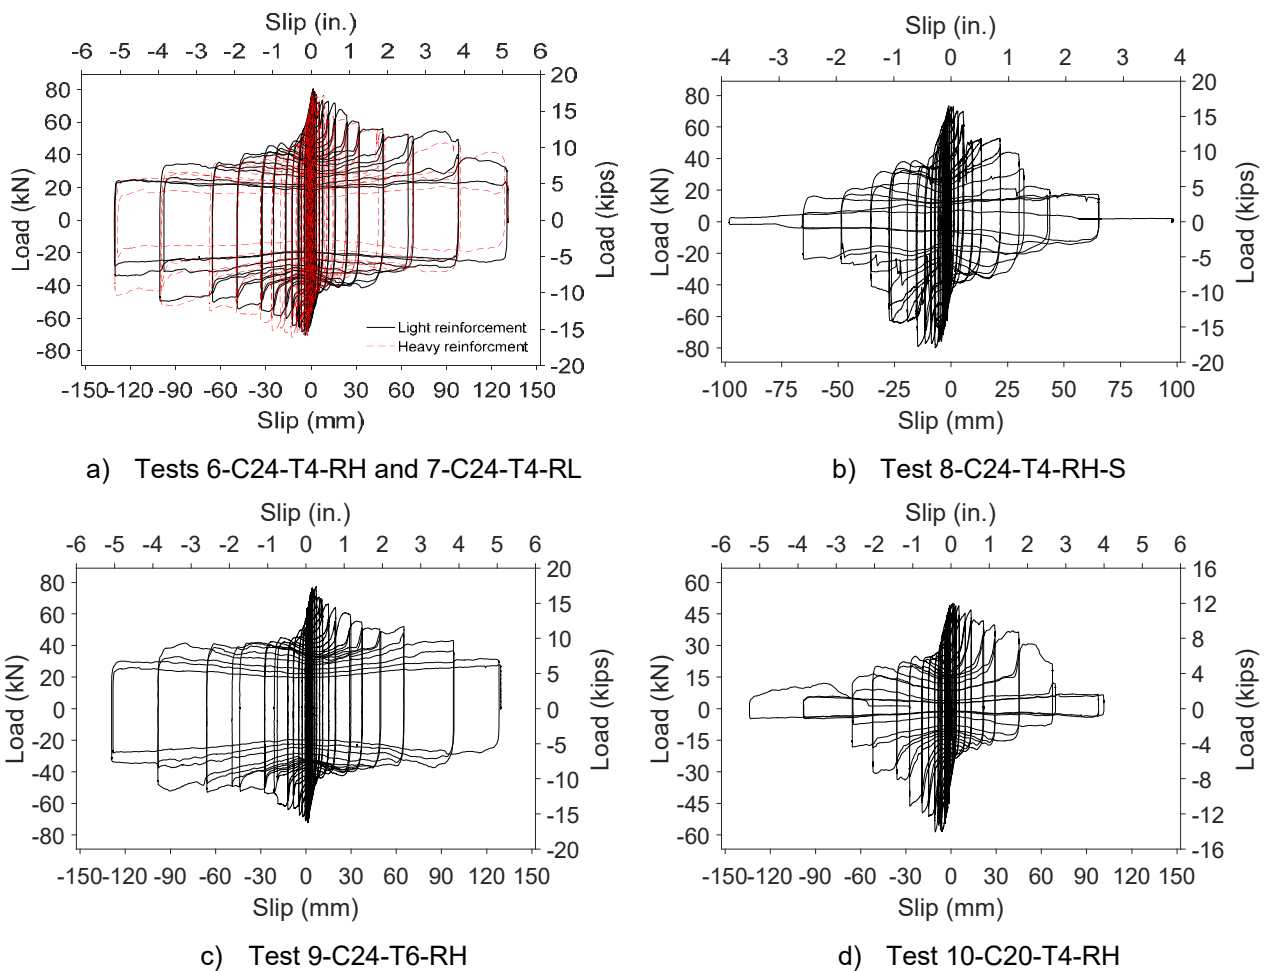 Slip (in.)
-6 -5 -4 -3 -2 -1 0 1 2 3 4 5 6
80 60 40 20 0 -20 -40 -60 -80
Load (kN)
20 15 10 5 0 -5 -10 -15 -20
Load (kips)
Light reinforcement
Heavy reinforcment
-150 -120 -90 -60 -30 0 30 60 90 120 150
Slip (mm)
a) Tests 6-C24-T4-RH and 7-C24-T4-RL
Slip (in.)
-4 -3 -2 -1 0 1 2 3 4
80 60 40 20 0 -20 -40 -60 -80
Load (kN)
20 15 10 5 0 -5 -10 -15 -20
Load (kips)
-100 -75 -50 -25 0 25 50 75 100
Slip (mm)
b) Test 8-C24-T4-RH-S
Slip (in.)
-6 -5 -4 -3 -2 -1 0 1 2 3 4 5 6
80 60 40 20 0 -20 -40 -60 -80
Load (kN)
20 15 10 5 0 -5 -10 -15 -20
Load (kips)
-150 -120 -90 -60 -30 0 30 60 90 120 150
Slip (mm)
c) Test 9-C24-T6-RH
Slip (in.)
-6 -5 -4 -3 -2 -1 0 1 2 3 4 5 6
60 45 30 15 0 -15 -30 -45 -60
Load (kN)
16 12 8 4 0 -4 -8 -12 -16
Load (kips)
-150 -120 -90 -60 -30 0 30 60 90 120 150
Slip (mm)
d) Test 10-C20-T4-RH